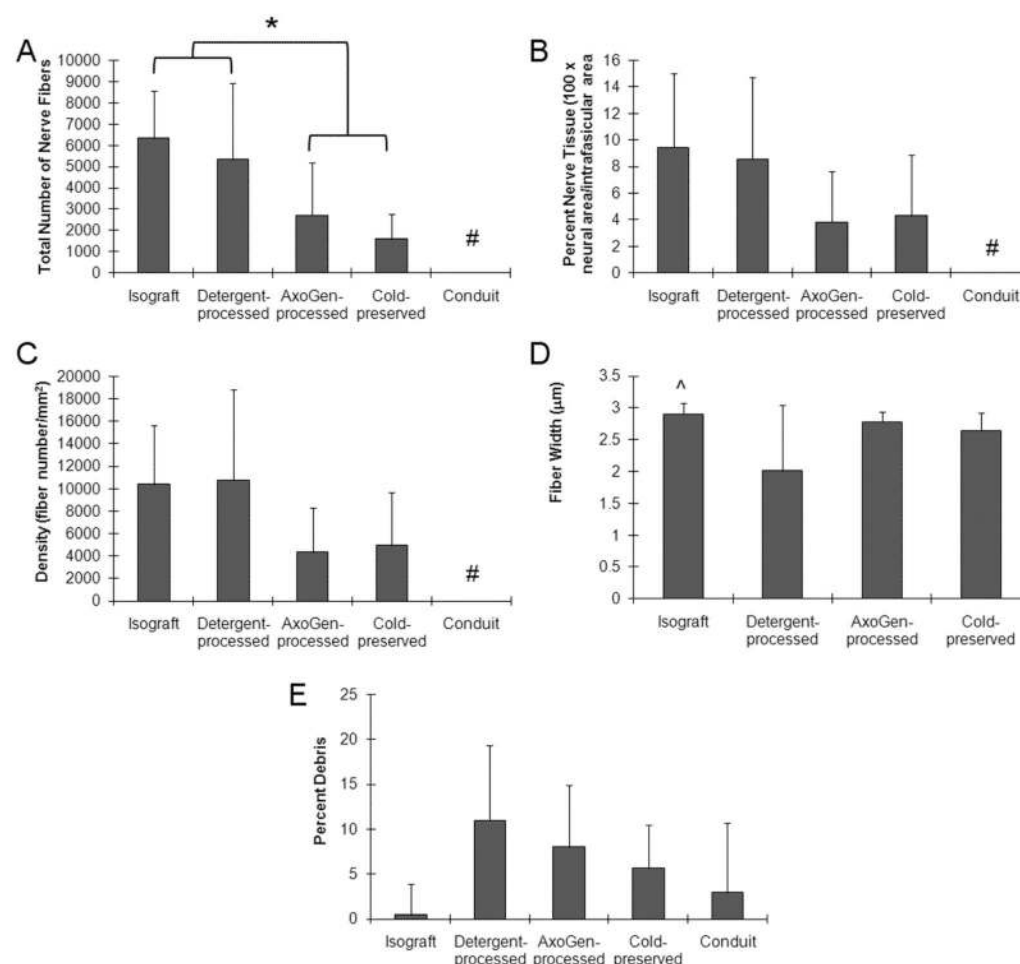 A
*
Total Number of Nerve Fibers
10000
9000
8000
7000
6000
5000
4000
3000
2000
1000
0
#
Isograft
Detergent-
processed
AxoGen-
processed
Cold-
preserved
Conduit
B
Percent Nerve Tissue (100 x
neural area/intrafasicular area
16
14
12
10
8
6
4
2
0
#
Isograft
Detergent-
processed
AxoGen-
processed
Cold-
preserved
Conduit
C
Density (fiber number/mm²)
20000
18000
16000
14000
12000
10000
8000
6000
4000
2000
0
#
Isograft
Detergent-
processed
AxoGen-
processed
Cold-
preserved
Conduit
D
Fiber Width (μm)
3.5
3
2.5
2
1.5
1
0.5
0
^
Isograft
Detergent-
processed
AxoGen-
processed
Cold-
preserved
E
Percent Debris
25
20
15
10
5
0
Isograft
Detergent-
processed
AxoGen-
processed
Cold-
preserved
Conduit